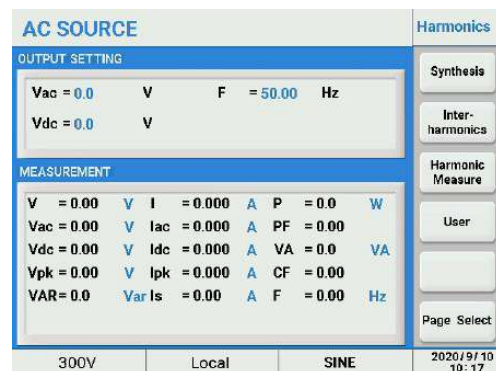 AC SOURCE
Harmonics
OUTPUT SETTING
Vac = 0.0 V F = 50.00 Hz
Vdc = 0.0 V
MEASUREMENT
V = 0.00 V I = 0.000 A P = 0.0 W
Vac = 0.00 V Iac = 0.000 A PF = 0.00
Vdc = 0.00 V Idc = 0.000 A VA = 0.0 VA
Vpk = 0.00 V Ipk = 0.000 A CF = 0.00
VAR= 0.0 Var Is = 0.00 A F = 0.00 Hz
Synthesis
Inter-
harmonics
Harmonic
Measure
User
Page Select
300V Local SINE 2020/9/10
10:17